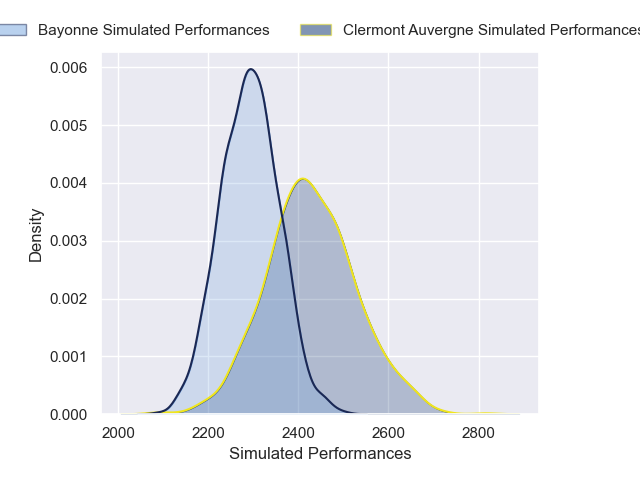 Bayonne Simulated Performances
Clermont Auvergne Simulated Performances
0.006
0.005
0.004
0.003
0.002
0.001
0.000
Density
2000 2200 2400 2600 2800
Simulated Performances